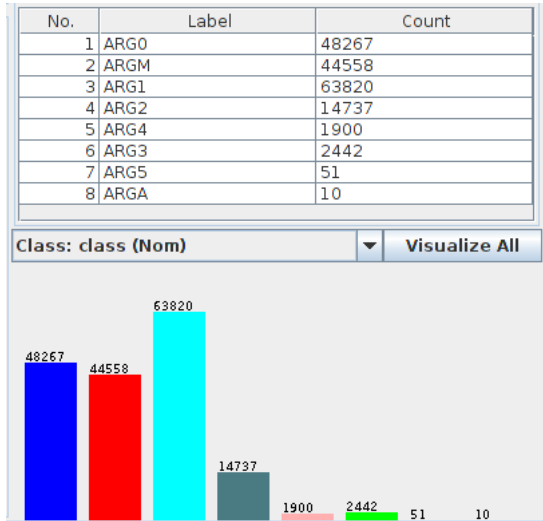 No. Label Count
1 ARG0 48267
2 ARGM 44558
3 ARG1 63820
4 ARG2 14737
5 ARG4 1900
6 ARG3 2442
7 ARG5 51
8 ARGA 10
Class: class (Nom) Visualize All
63820
48267
44558
14737
1900 2442 51 10